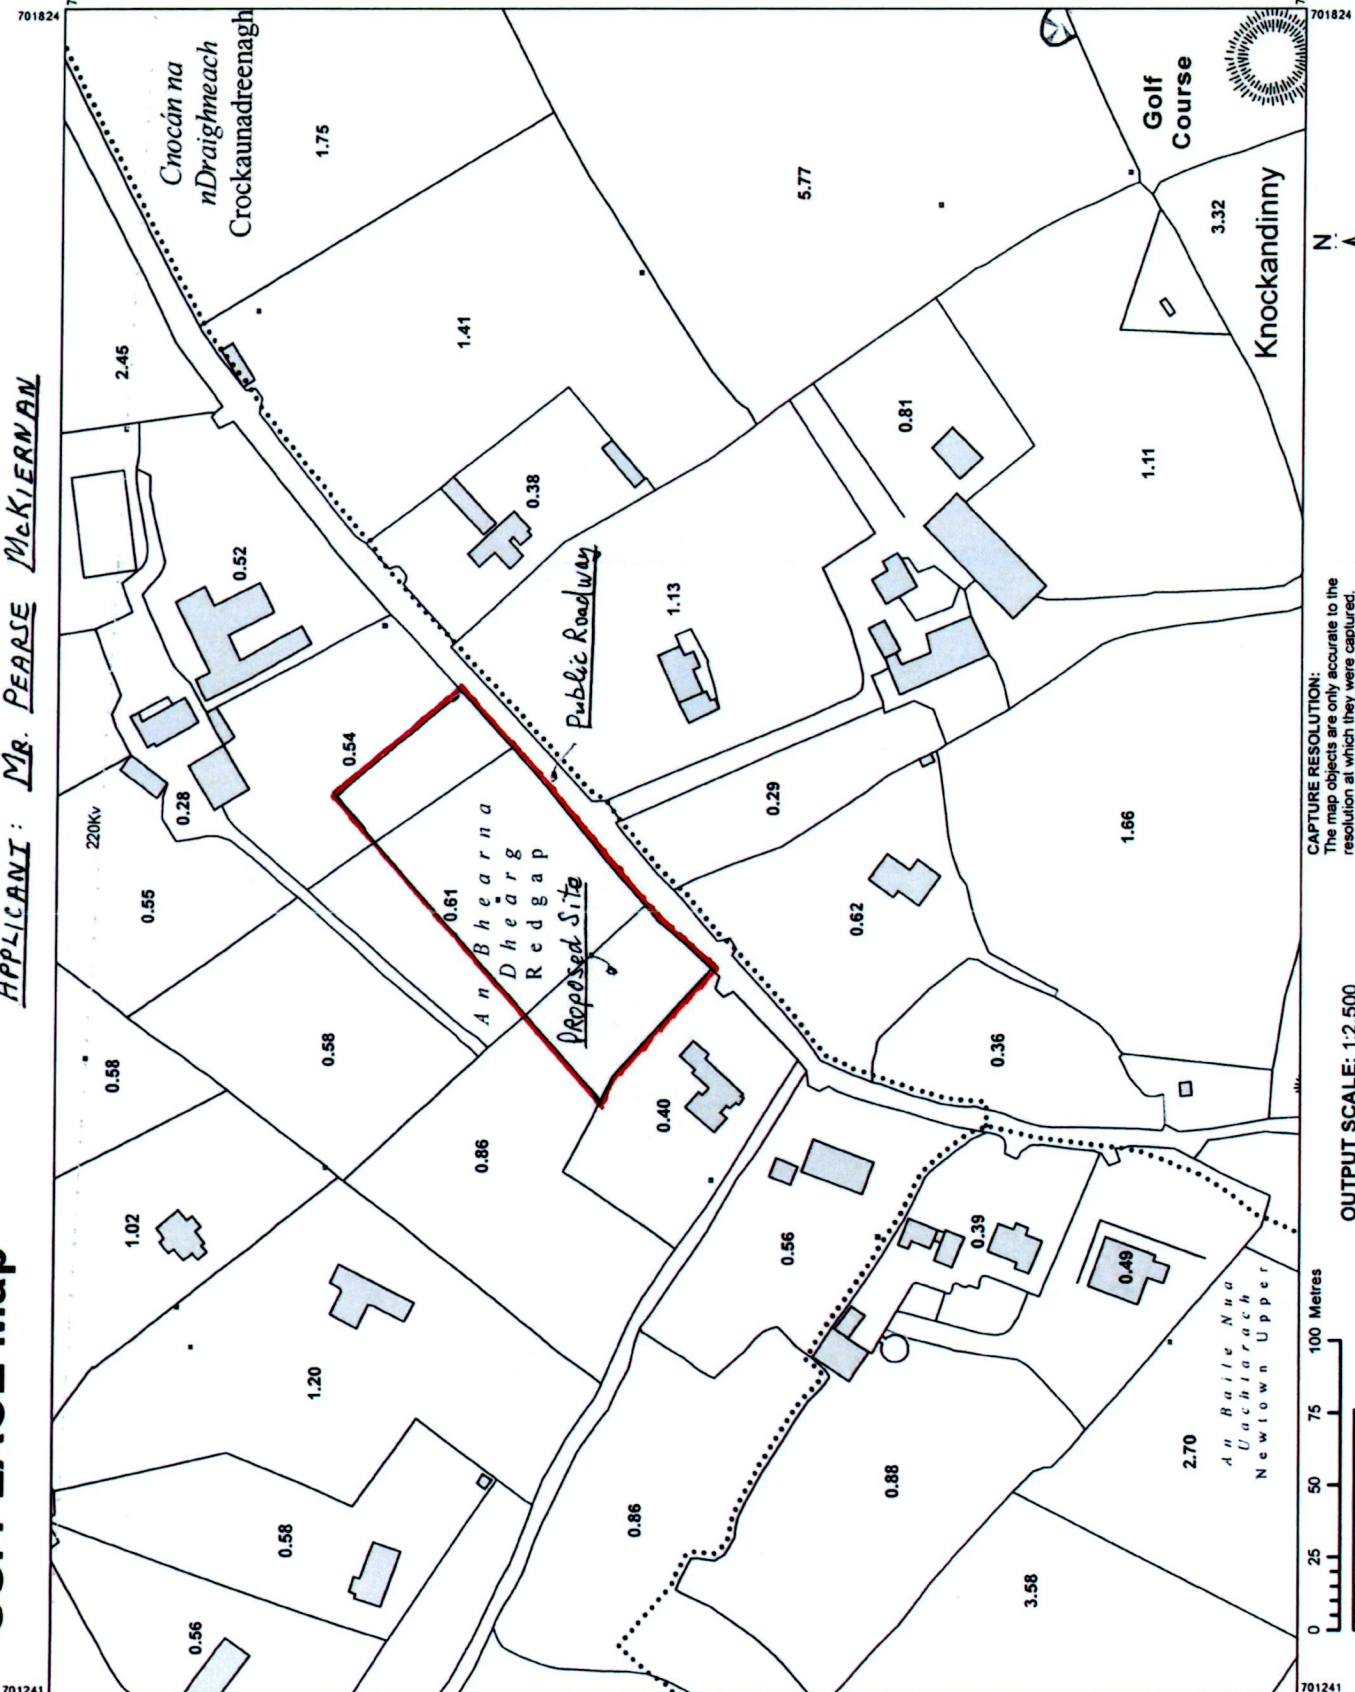 701824
701824
APPLICANT: MR. PEARSE McKIERNAN
Cnocán na
nDraighneach
Crockaunadreenagh
1.75
Golf
Course
5.77
3.32
Knockandinny
N
2.45
1.41
0.81
1.11
0.52
0.38
Public Roadway
1.13
0.54
0.28
220Kv
0.55
0.61
An Bhearna
Dhearg
Redgap
Proposed Site
0.29
1.66
0.62
0.58
0.58
0.36
0.86
0.40
1.02
0.56
0.39
0.49
1.20
An Baile Nua
Uachtarach
Newtown Upper
2.70
0.88
0.86
0.58
0.56
3.58
CAPTURE RESOLUTION:
The map objects are only accurate to the
resolution at which they were captured.
OUTPUT SCALE: 1:2,500
0 25 50 75 100 Metres
701241
701241